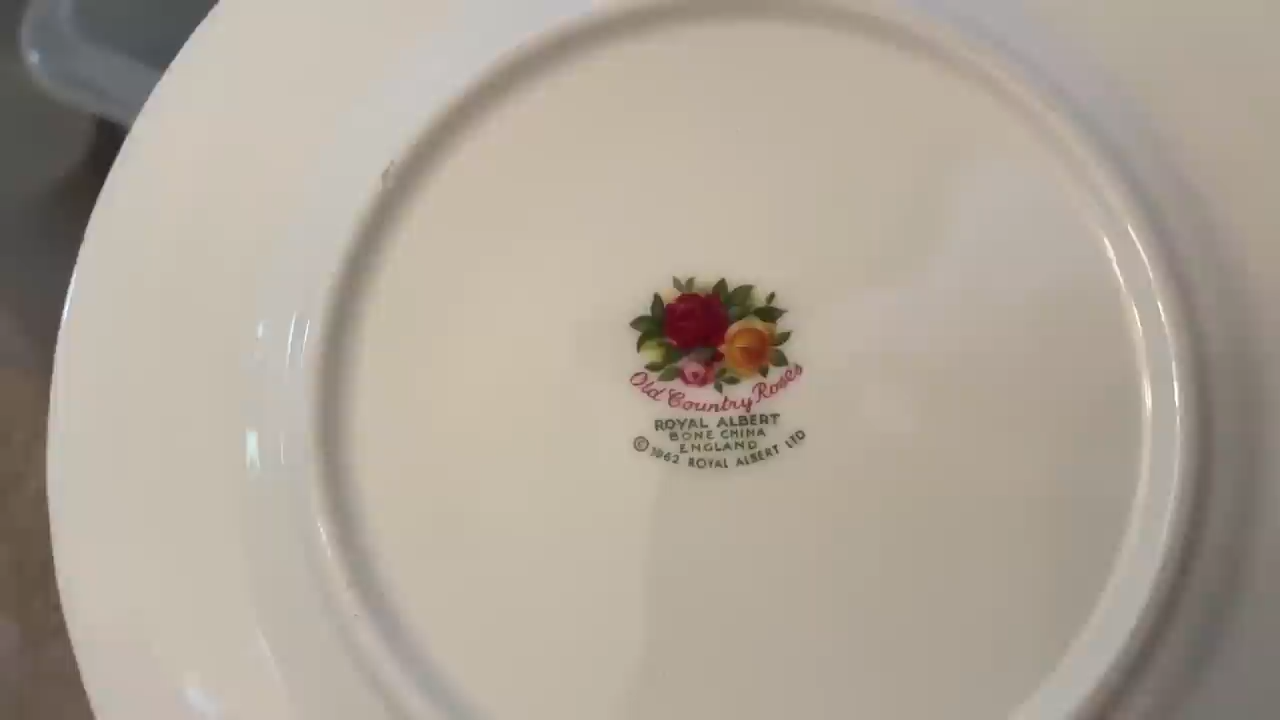 Old Country Roses
ROYAL ALBERT
BONE CHINA
ENGLAND
© 1962 ROYAL ALBERT LTD